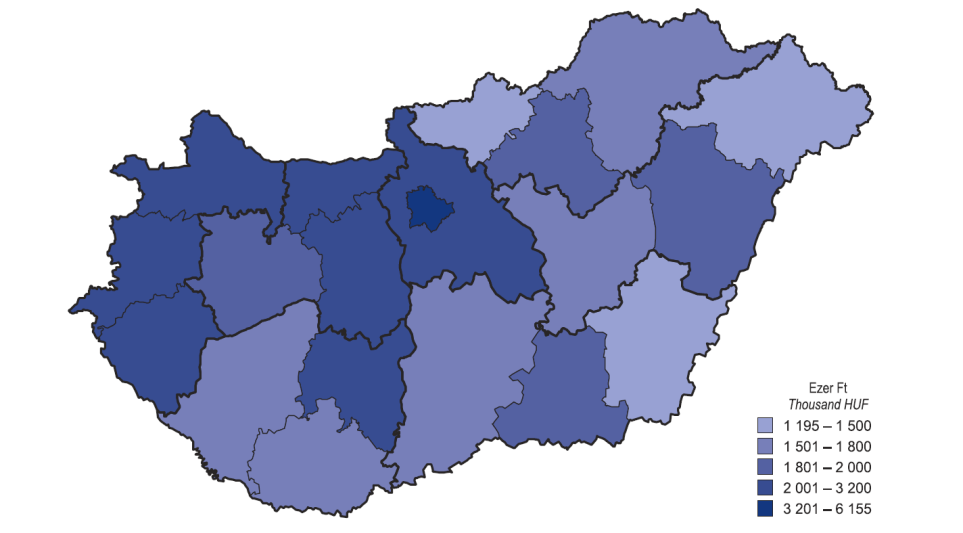 Ezer Ft
Thousand HUF
1 195 – 1 500
1 501 – 1 800
1 801 – 2 000
2 001 – 3 200
3 201 – 6 155